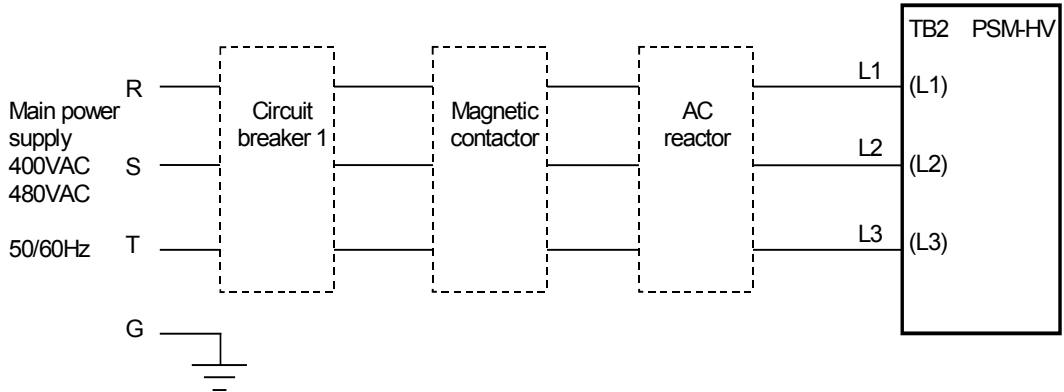 TB2 PSM-HV
L1
(L1)
R
Main power
supply
400VAC
480VAC
Circuit
breaker 1
Magnetic
contactor
AC
reactor
S
L2
(L2)
50/60Hz
T
L3
(L3)
G